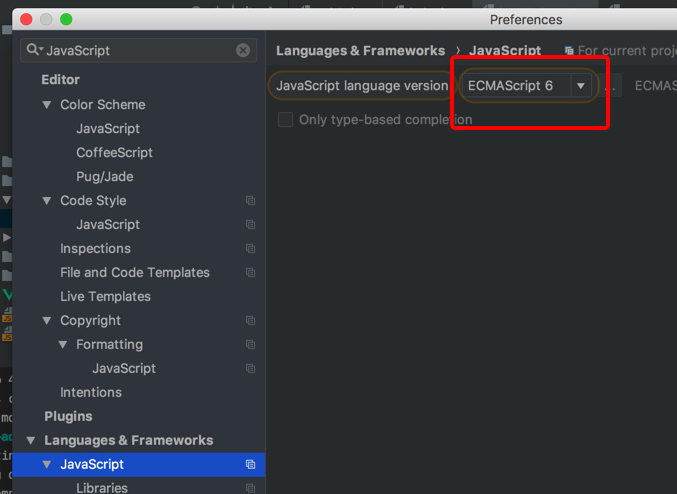 Preferences
JavaScript
Languages & Frameworks › JavaScript
For current proje
JavaScript language version
ECMAScript 6
ECMAS
Only type-based completion
Editor
Color Scheme
JavaScript
CoffeeScript
Pug/Jade
Code Style
JavaScript
Inspections
File and Code Templates
Live Templates
Copyright
Formatting
JavaScript
Intentions
Plugins
Languages & Frameworks
JavaScript
Libraries